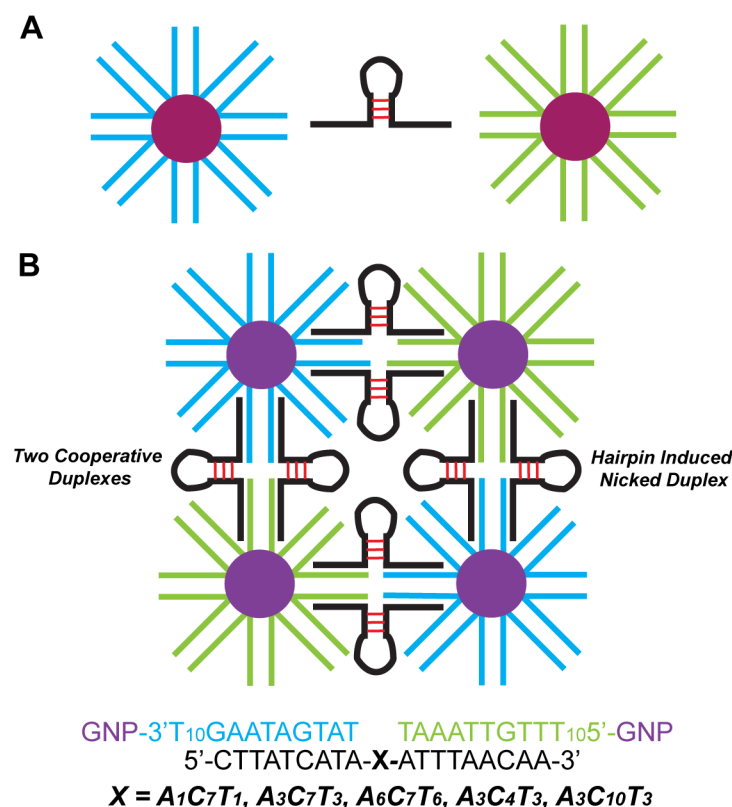 A
B
Two Cooperative
Duplexes
Hairpin Induced
Nicked Duplex
GNP-3'T10GAATAGTAT TAAATTGTTT105'-GNP
5'-CTTATCATA-X-ATTTAACAA-3'
X = A1C7T1, A3C7T3, A6C7T6, A3C4T3, A3C10T3